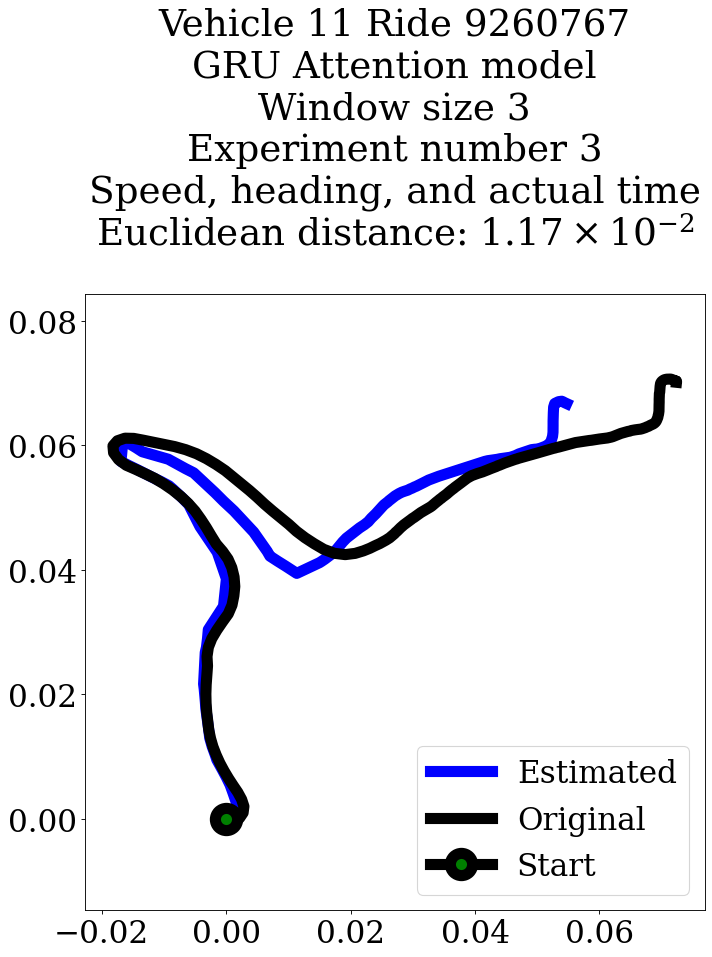 Vehicle 11 Ride 9260767
GRU Attention model
Window size 3
Experiment number 3
Speed, heading, and actual time
Euclidean distance: 1.17 × 10⁻²
0.08
0.06
0.04
0.02
0.00
Estimated
Original
Start
−0.02 0.00 0.02 0.04 0.06